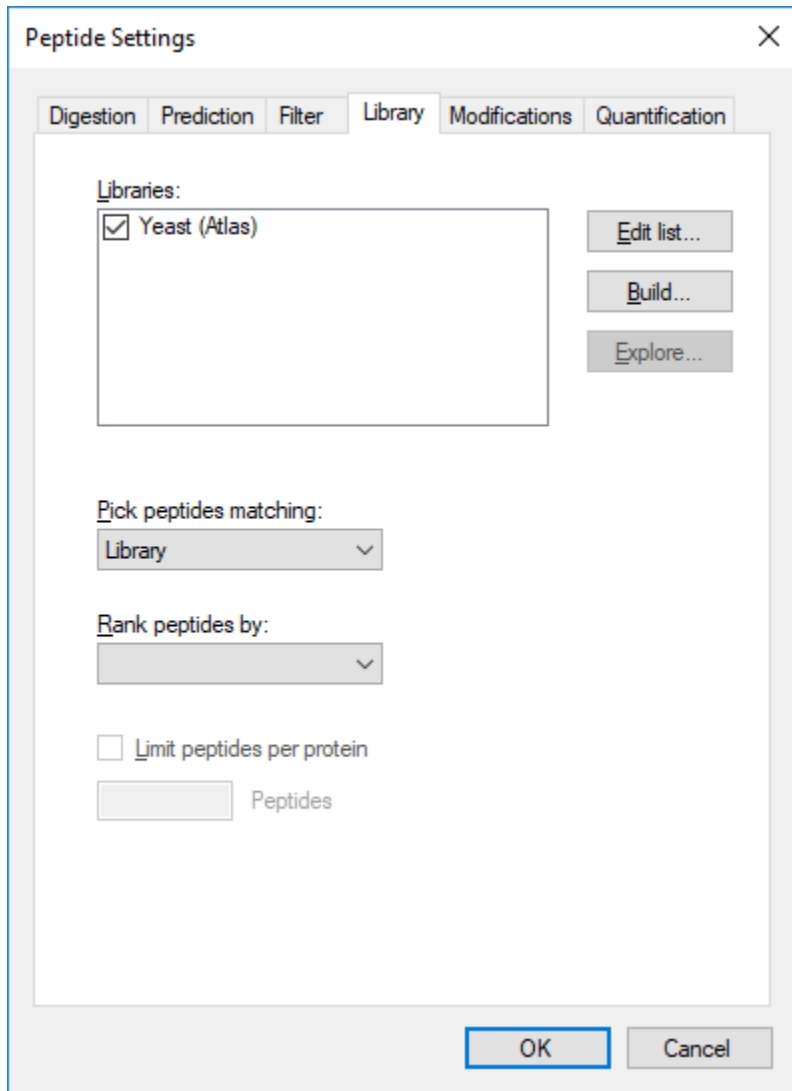 Peptide Settings
Digestion Prediction Filter Library Modifications Quantification
Libraries:
Yeast (Atlas)
Edit list...
Build...
Explore...
Pick peptides matching:
Library
Rank peptides by:
Limit peptides per protein
Peptides
OK Cancel